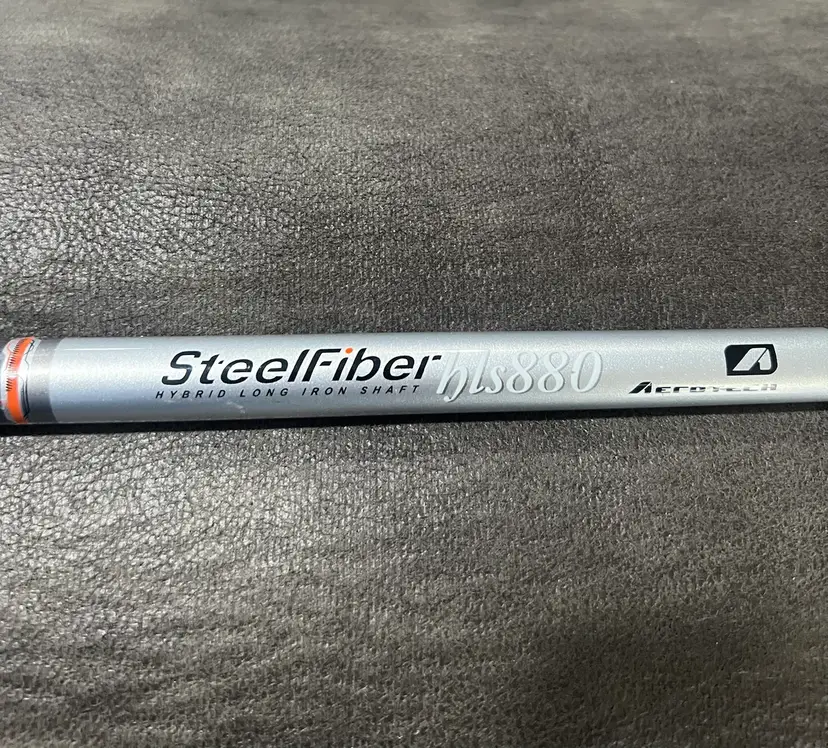 SteelFiber hls880
HYBRID LONG IRON SHAFT
AEROTECH